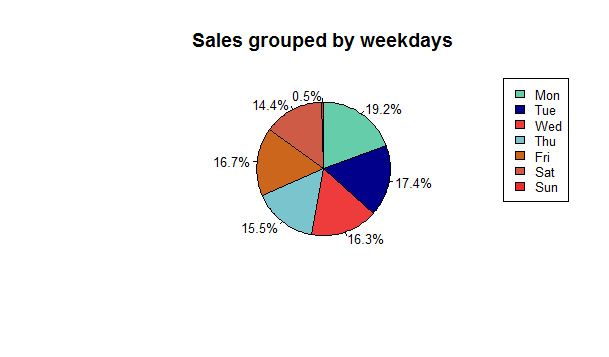 Sales grouped by weekdays
0.5%
14.4%
19.2%
16.7%
17.4%
15.5%
16.3%
Mon
Tue
Wed
Thu
Fri
Sat
Sun